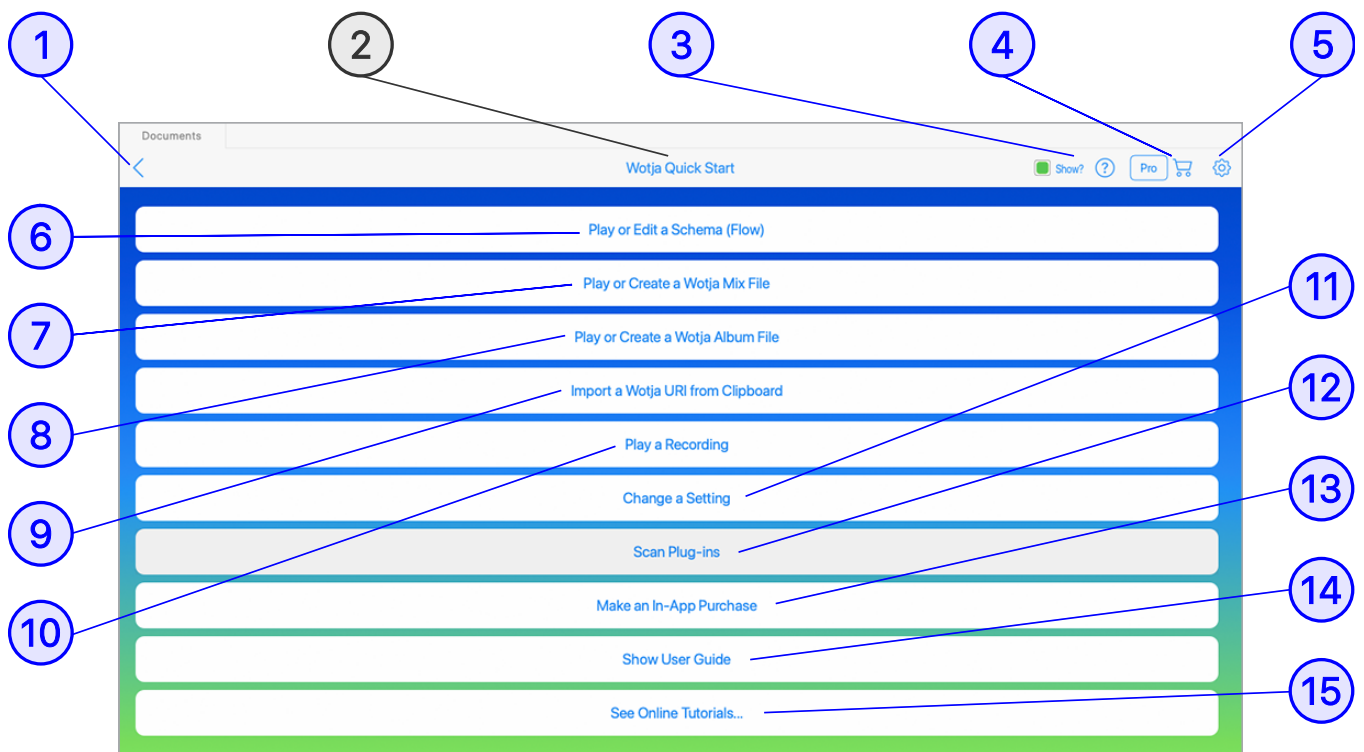 1
2
3
4
5
Documents
Wotja Quick Start
Show?
?
Pro
6
Play or Edit a Schema (Flow)
7
Play or Create a Wotja Mix File
11
8
Play or Create a Wotja Album File
12
9
Import a Wotja URI from Clipboard
10
Play a Recording
Change a Setting
13
Scan Plug-ins
14
Make an In-App Purchase
Show User Guide
15
See Online Tutorials...